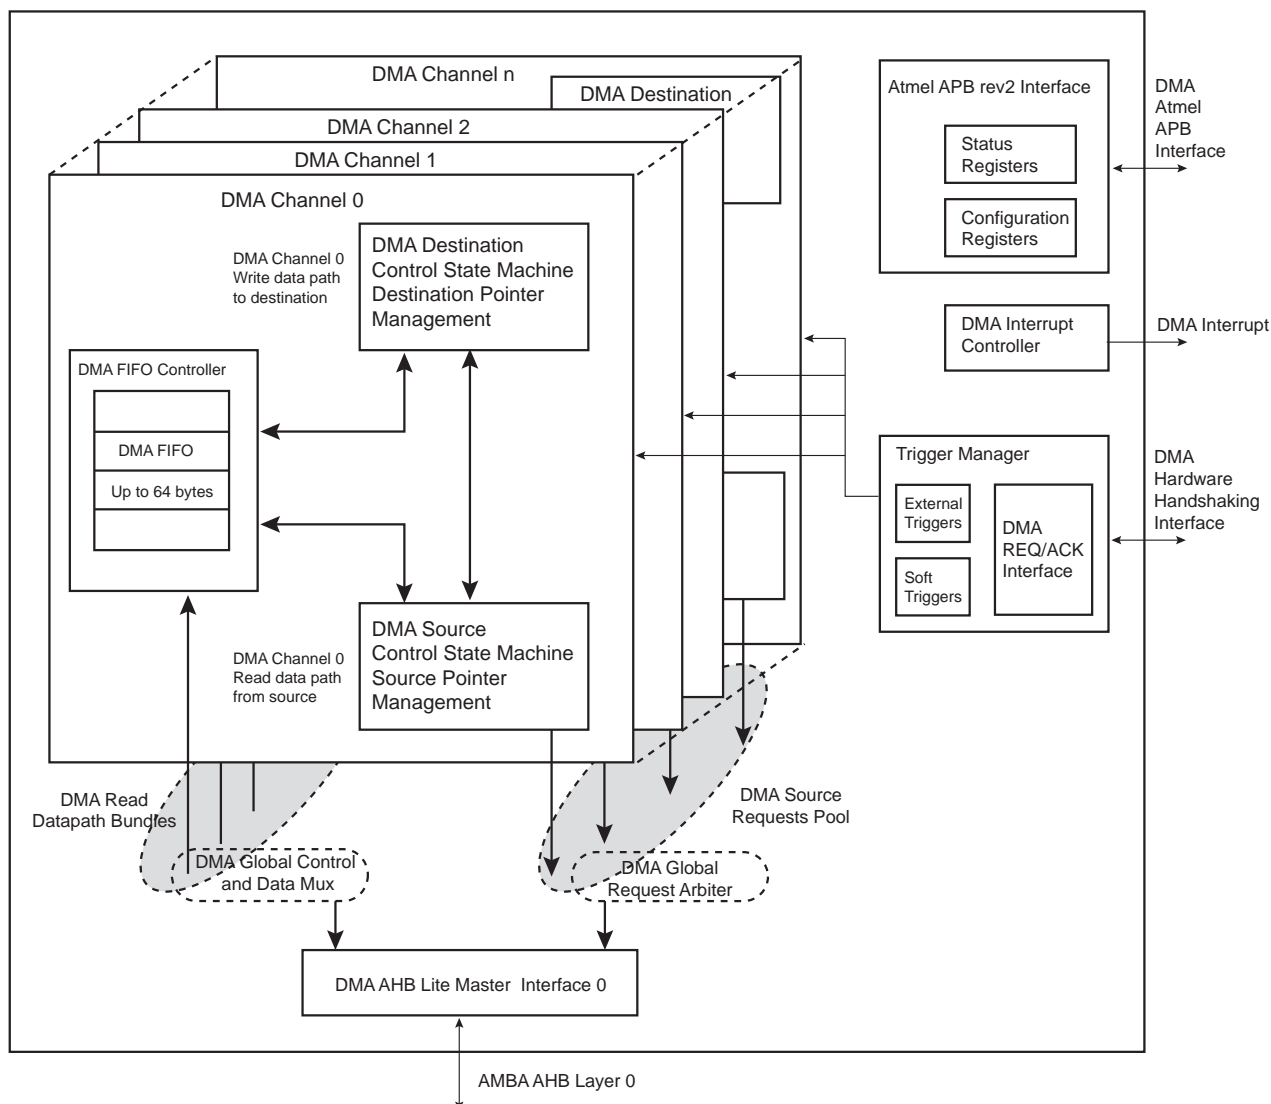 DMA Channel n
DMA Destination
DMA Channel 2
DMA Channel 1
DMA Channel 0
DMA Channel 0
Write data path
to destination
DMA Destination
Control State Machine
Destination Pointer
Management
DMA FIFO Controller
DMA FIFO
Up to 64 bytes
DMA Channel 0
Read data path
from source
DMA Source
Control State Machine
Source Pointer
Management
Atmel APB rev2 Interface
Status
Registers
Configuration
Registers
DMA
Atmel
APB
Interface
DMA Interrupt
Controller
DMA Interrupt
Trigger Manager
External
Triggers
Soft
Triggers
DMA
REQ/ACK
Interface
DMA
Hardware
Handshaking
Interface
DMA Read
Datapath Bundles
DMA Source
Requests Pool
DMA Global Control
and Data Mux
DMA Global
Request Arbiter
DMA AHB Lite Master Interface 0
AMBA AHB Layer 0